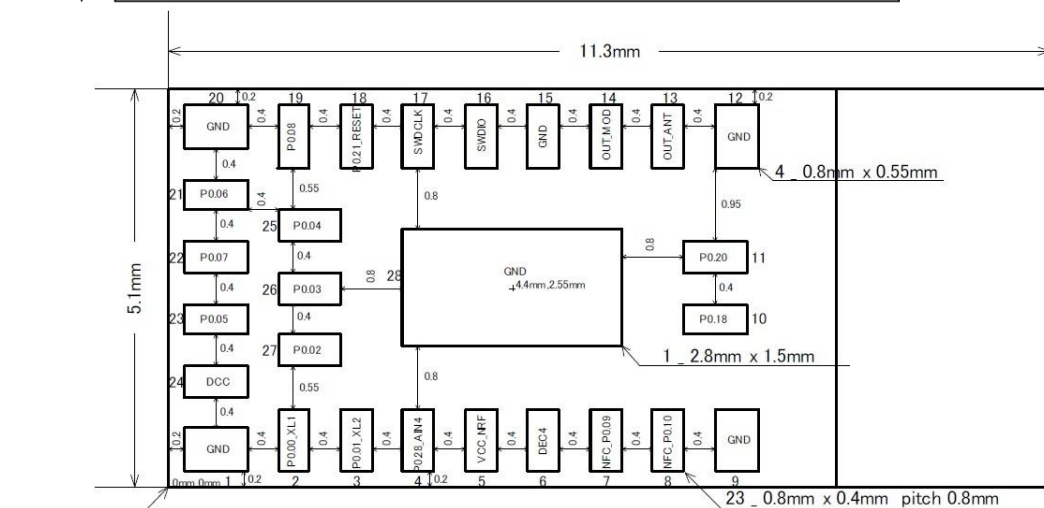 11.3mm
20 0.2 19 18 17 16 15 14 13 12 0.2
0.2 GND 0.4 P0.08 0.4 P0.21_RESET 0.4 SWDCLK 0.4 SWDIO 0.4 GND 0.4 OUT_MOD 0.4 OUT_ANT 0.4 GND
0.4 4 _ 0.8mm x 0.55mm
21 P0.06 0.4 0.55 0.8 0.95
0.4 25 P0.04
22 P0.07 0.4 0.8 P0.20 11
5.1mm
0.4 26 P0.03 0.8 28 GND 0.4
4.4mm,2.55mm
23 P0.05 0.4 P0.18 10
0.4 27 P0.02 1 _ 2.8mm x 1.5mm
24 DCC 0.55 0.8
0.4
0.2 GND 0.4 P0.00_XL1 0.4 P0.01_XL2 0.4 P0.28_AIN4 0.4 VCC_NRF 0.4 DEC4 0.4 NFC_P0.09 0.4 NFC_P0.10 0.4 GND
0mm 0mm 1 0.2 2 3 4 0.2 5 6 7 8 9
23 _ 0.8mm x 0.4mm pitch 0.8mm